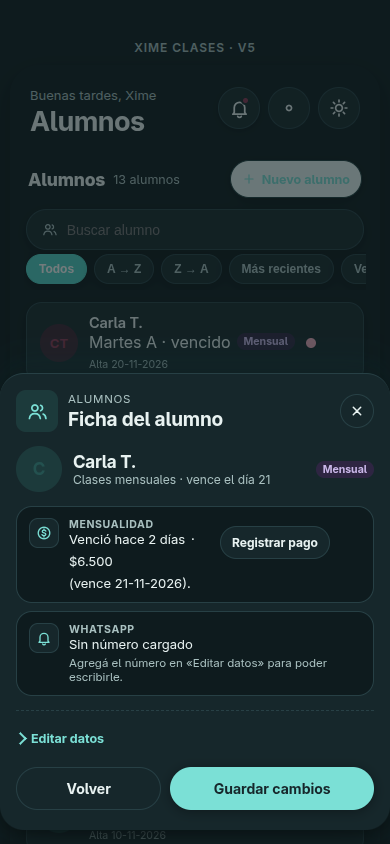 XIME CLASES · V5
Buenas tardes, Xime
Alumnos
Alumnos 13 alumnos
+ Nuevo alumno
Buscar alumno
Todos A → Z Z → A Más recientes Ve
Carla T.
CT
Martes A · vencido Mensual
Alta 20-11-2026
ALUMNOS
Ficha del alumno
C
Carla T.
Clases mensuales · vence el día 21
Mensual
MENSUALIDAD
Venció hace 2 días ·
$6.500
(vence 21-11-2026).
Registrar pago
WHATSAPP
Sin número cargado
Agregá el número en «Editar datos» para poder
escribirle.
Editar datos
Volver Guardar cambios
Alta 10-11-2026